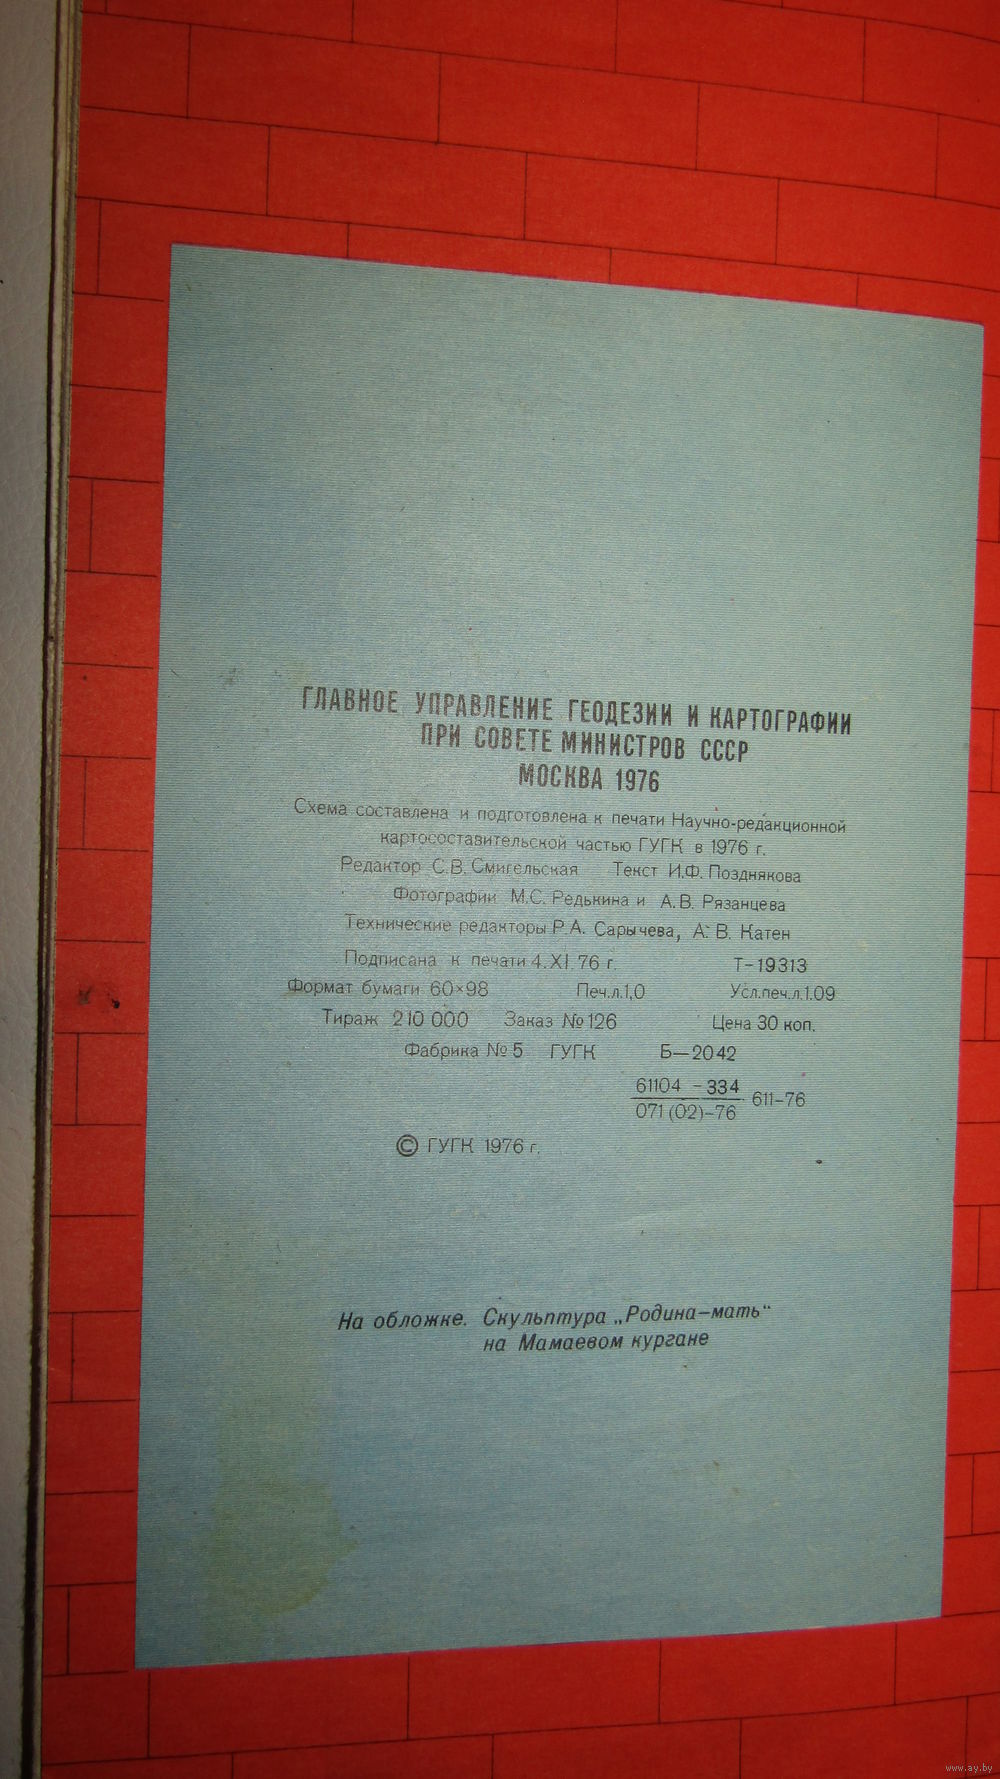 ГЛАВНОЕ УПРАВЛЕНИЕ ГЕОДЕЗИИ И КАРТОГРАФИИ
ПРИ СОВЕТЕ МИНИСТРОВ СССР
МОСКВА 1976
Схема составлена и подготовлена к печати Научно-редакционной
картосоставительской частью ГУГК в 1976 г.
Редактор С.В. Смигельская Текст И.Ф. Позднякова
Фотографии М.С. Редькина и А.В. Рязанцева
Технические редакторы Р.А. Сарычева, А. В. Катен
Подписана к печати 4. XI. 76 г. Т-19313
Формат бумаги 60×98 Печ.л.1,0 Усл.печ.л.1.09
Тираж 210 000 Заказ №126 Цена 30 коп.
Фабрика №5 ГУГК Б—2042
61104 -334
071 (02)-76
611-76
© ГУГК 1976 г.
На обложке. Скульптура „Родина-мать“
на Мамаевом кургане
www.ay.by